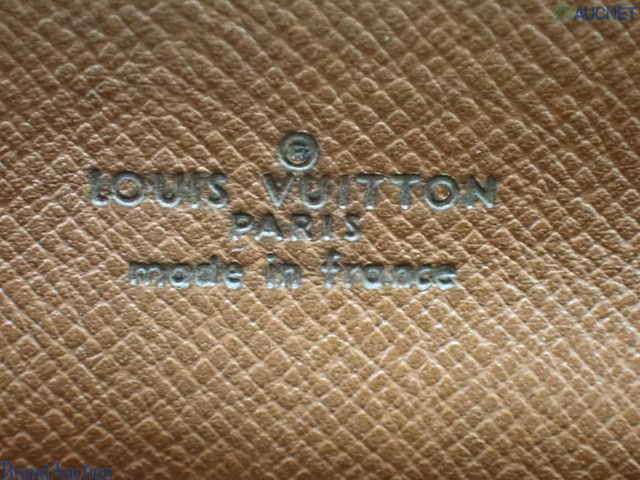 AUCNET
®
LOUIS VUITTON
PARIS
made in france
Brand Auction